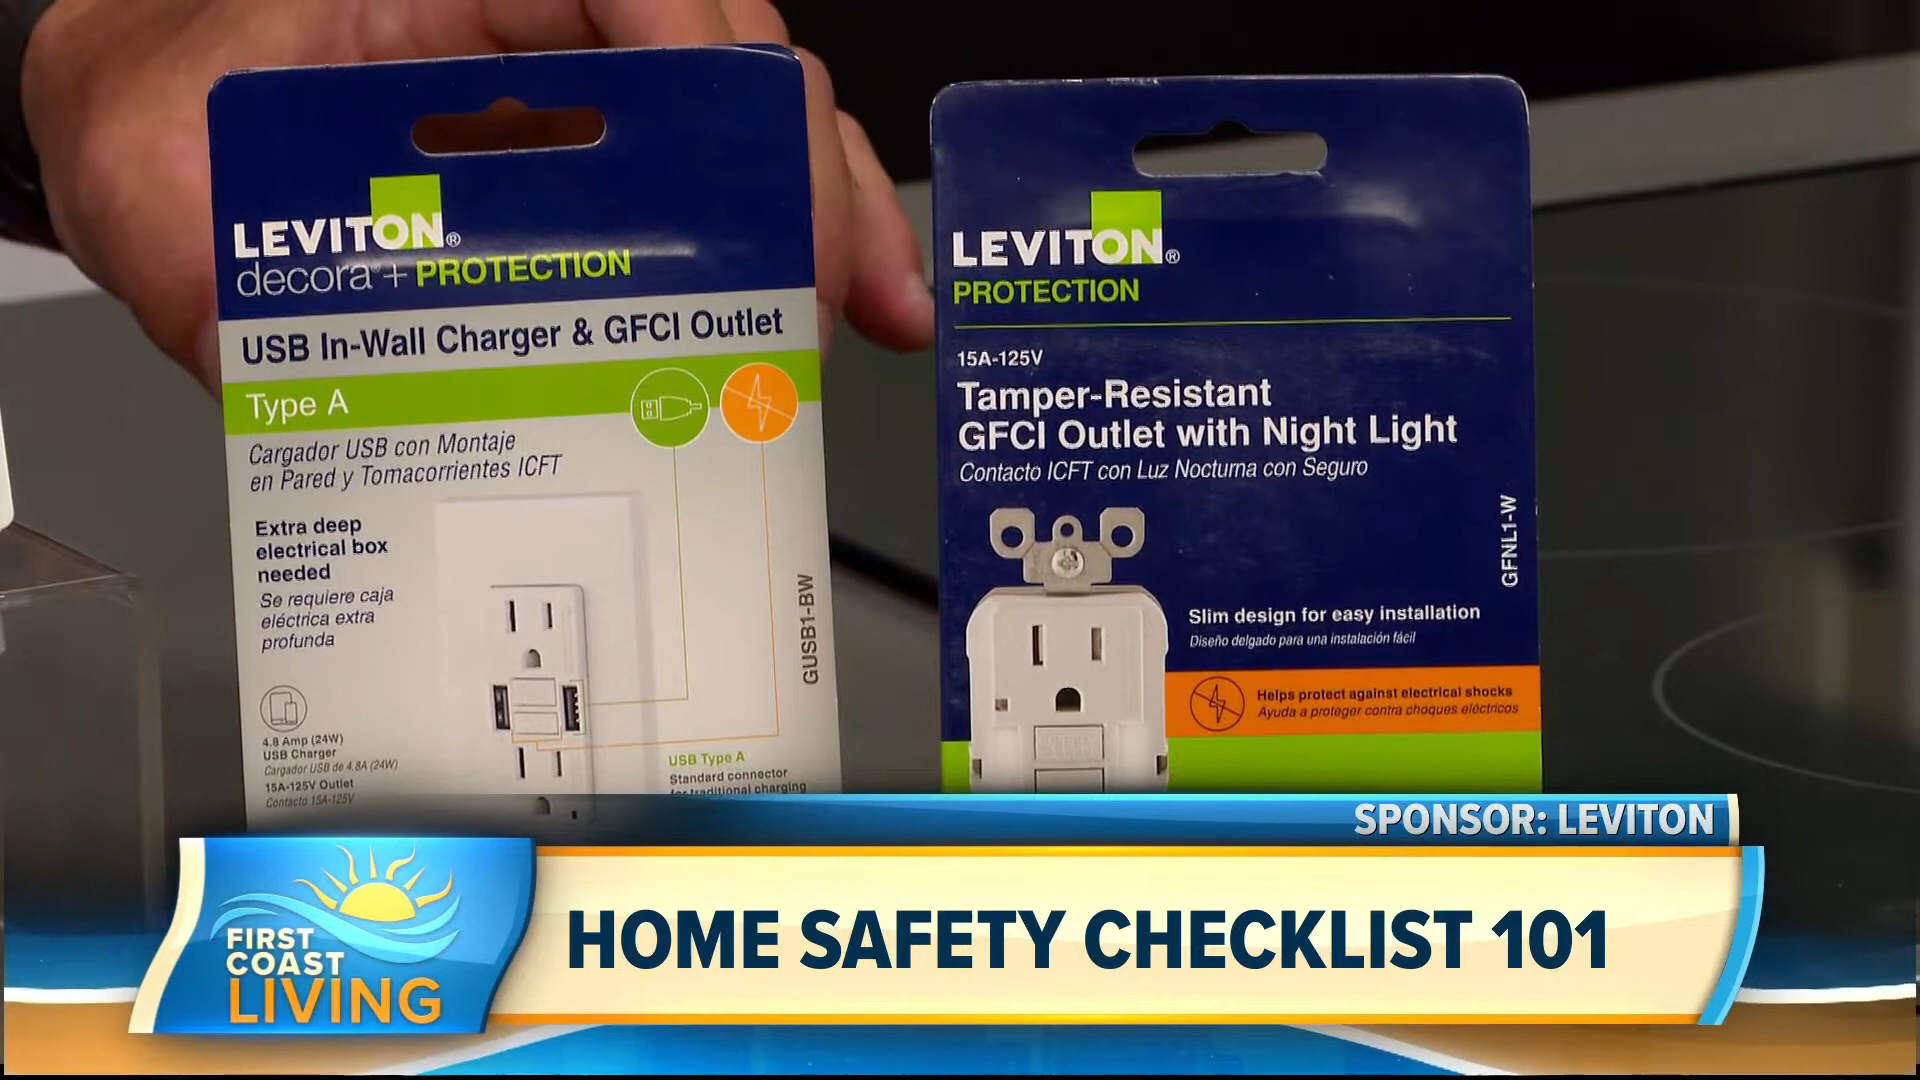 LEVITON®
decora®+ PROTECTION
USB In-Wall Charger & GFCI Outlet
Type A
Cargador USB con Montaje
en Pared y Tomacorrientes ICFT
Extra deep
electrical box
needed
Se requiere caja
eléctrica extra
profunda
4.8 Amp (24W)
USB Charger
Cargador USB de 4.8A (24W)
15A-125V Outlet
Contacto 15A-125V
GUSB1-BW
USB Type A
Standard connector
for traditional charging
LEVITON®
PROTECTION
15A-125V
Tamper-Resistant
GFCI Outlet with Night Light
Contacto ICFT con Luz Nocturna con Seguro
GFNL1-W
Slim design for easy installation
Diseño delgado para una instalación fácil
Helps protect against electrical shocks
Ayuda a proteger contra choques eléctricos
SPONSOR: LEVITON
FIRST
COAST
LIVING
HOME SAFETY CHECKLIST 101